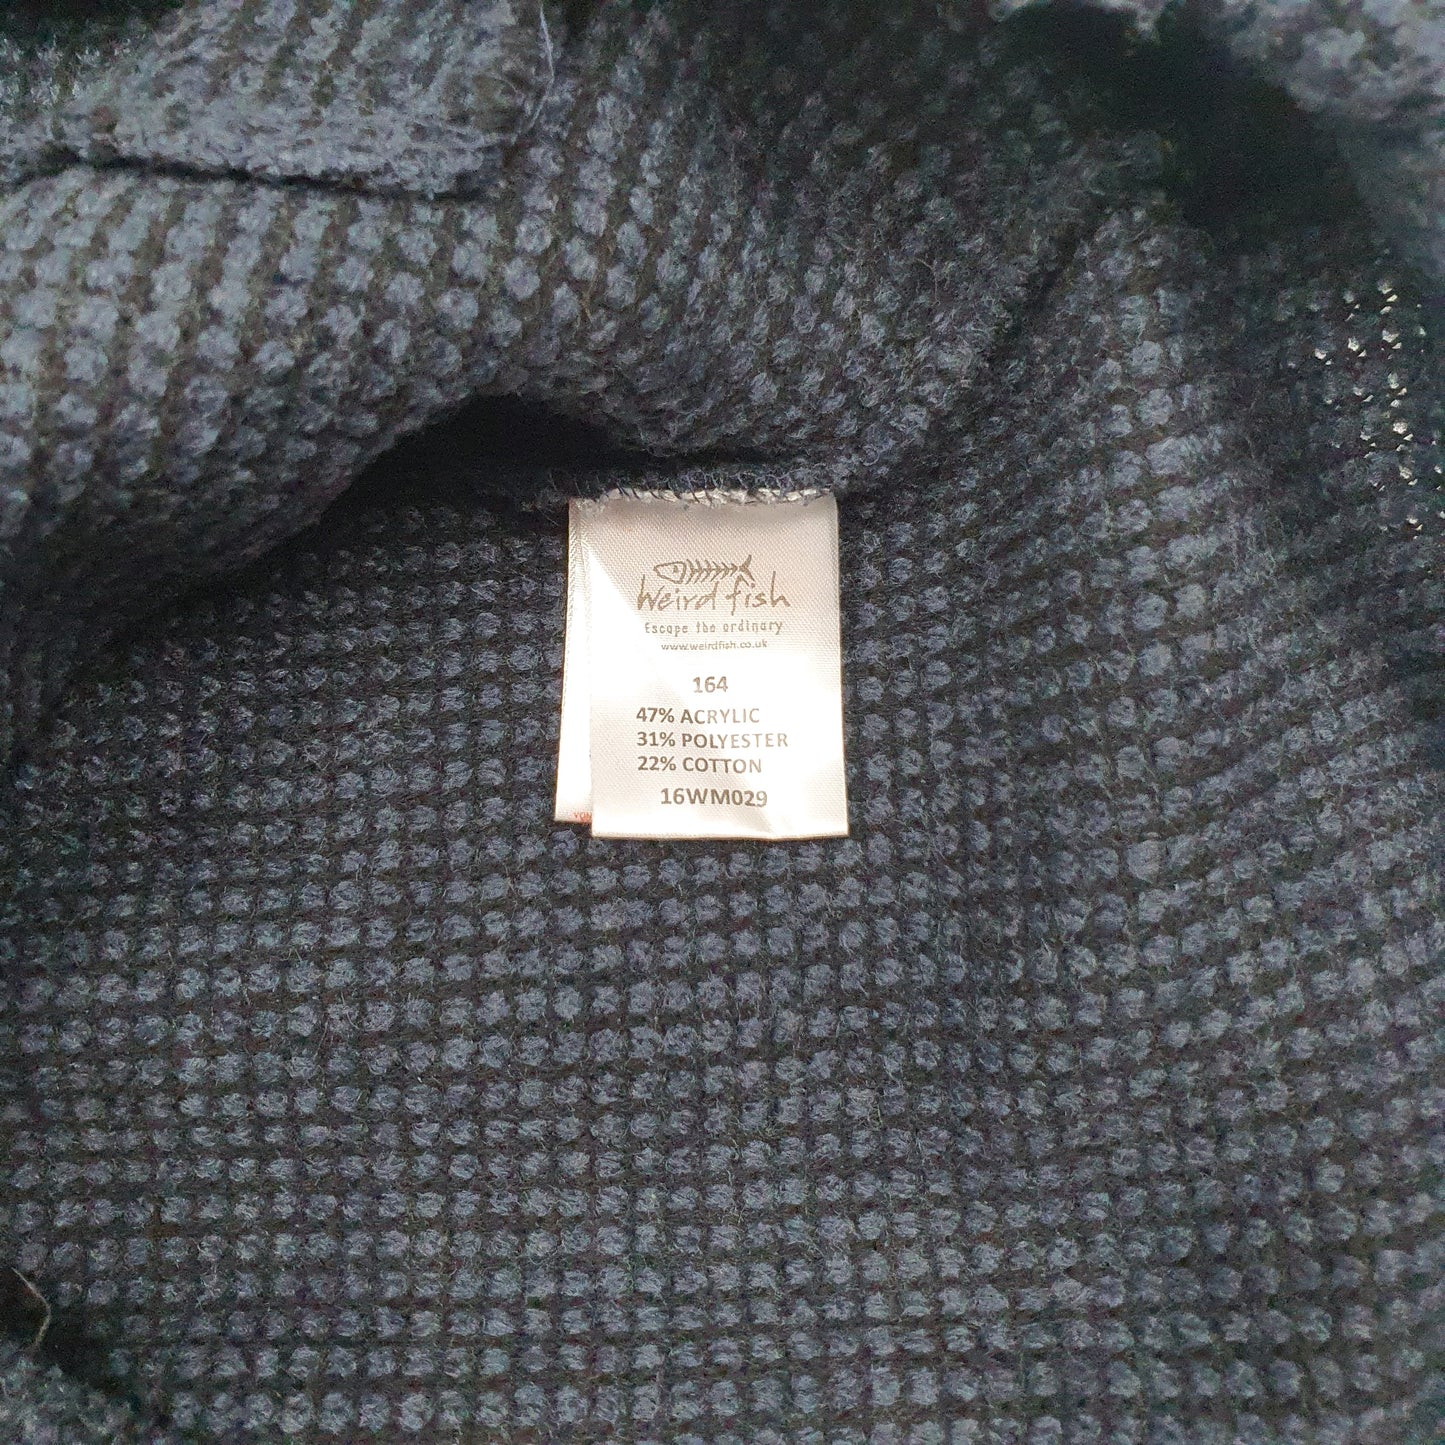 Weird fish
Escape the ordinary
www.weirdfish.co.uk
164
47% ACRYLIC
31% POLYESTER
22% COTTON
16WM029